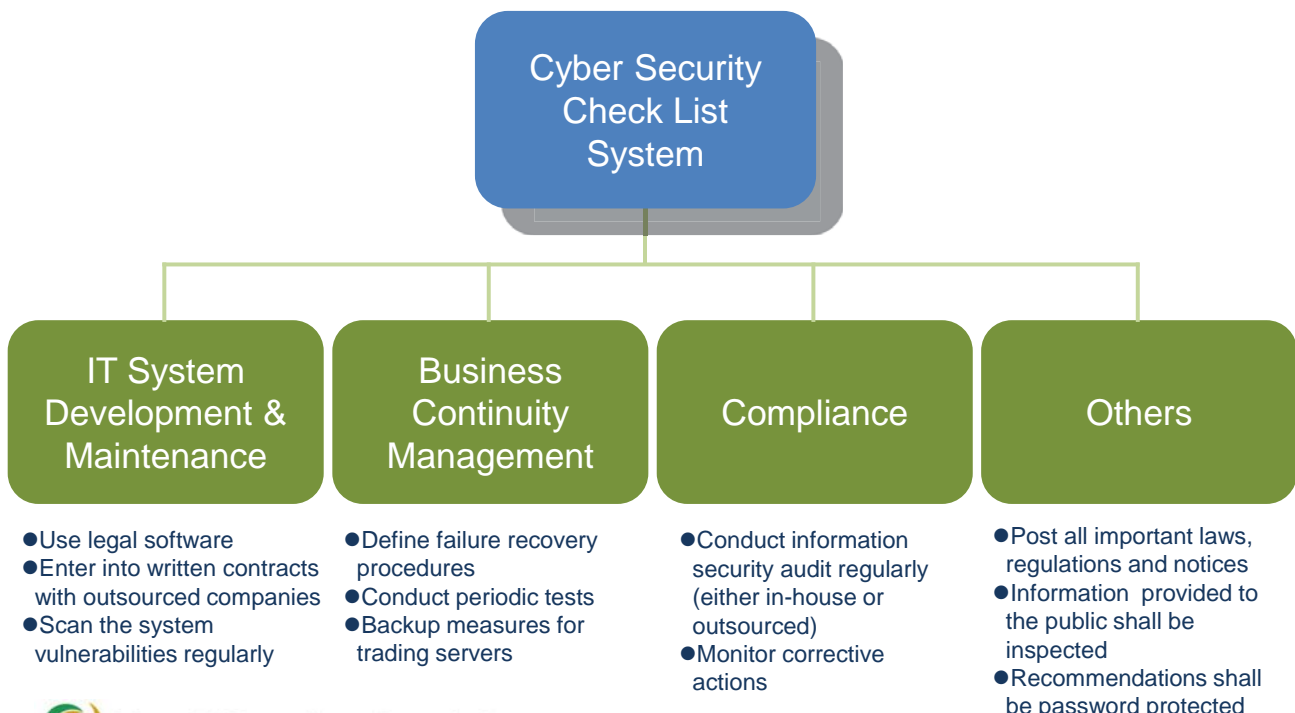 Cyber Security
Check List
System
IT System
Development &
Maintenance
Business
Continuity
Management
Compliance
Others
●Use legal software
●Enter into written contracts
with outsourced companies
●Scan the system
vulnerabilities regularly
●Define failure recovery
procedures
●Conduct periodic tests
●Backup measures for
trading servers
●Conduct information
security audit regularly
(either in-house or
outsourced)
●Monitor corrective
actions
●Post all important laws,
regulations and notices
●Information provided to
the public shall be
inspected
●Recommendations shall
be password protected